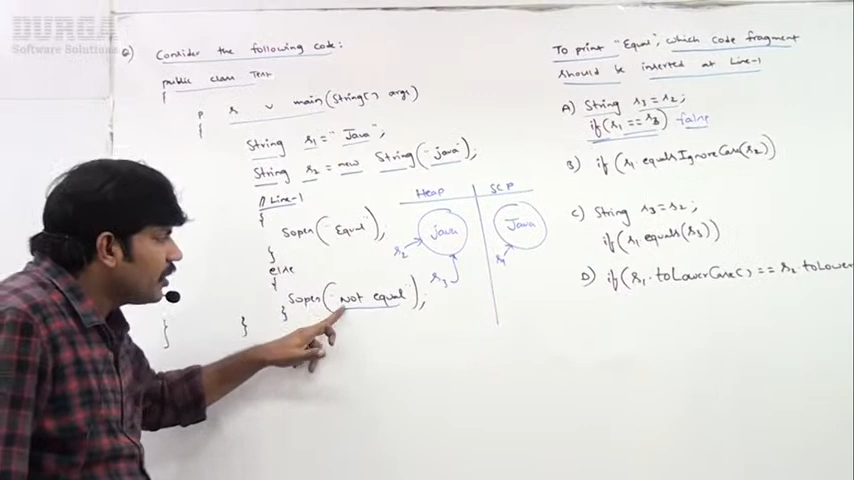 DURGA
Software Solutions
Q) Consider the following code:
public class Test
{
p s v main(String[] args)
{
String s1="Java";
String s2=new String("java");
// Line-1
{
Sopln("Equal");
}
else
{
Sopln("Not equal");
}
}
}
Heap SCP
java Java
s2 s1
s3
To print "Equal", which code fragment
should be inserted at Line-1
A) String s3=s2;
if(s1==s3) false
B) if(s1.equalsIgnoreCase(s2))
C) String s3=s2;
if(s1.equals(s3))
D) if(s1.toLowerCase()==s2.toLower